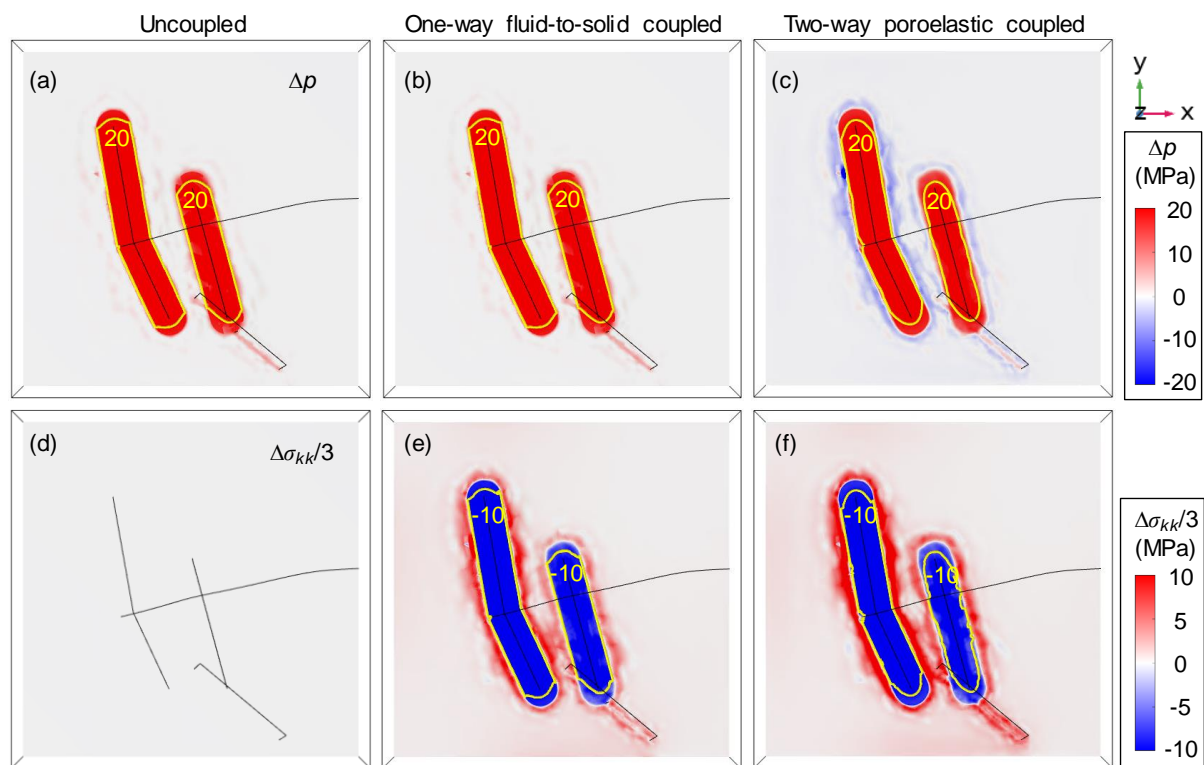 Uncoupled
One-way fluid-to-solid coupled
Two-way poroelastic coupled
(a)
Δp
20
20
(b)
20
20
(c)
20
20
y
z
x
Δp
(MPa)
20
10
0
-10
-20
(d)
Δσkk/3
(e)
-10
-10
(f)
-10
-10
Δσkk/3
(MPa)
10
5
0
-5
-10